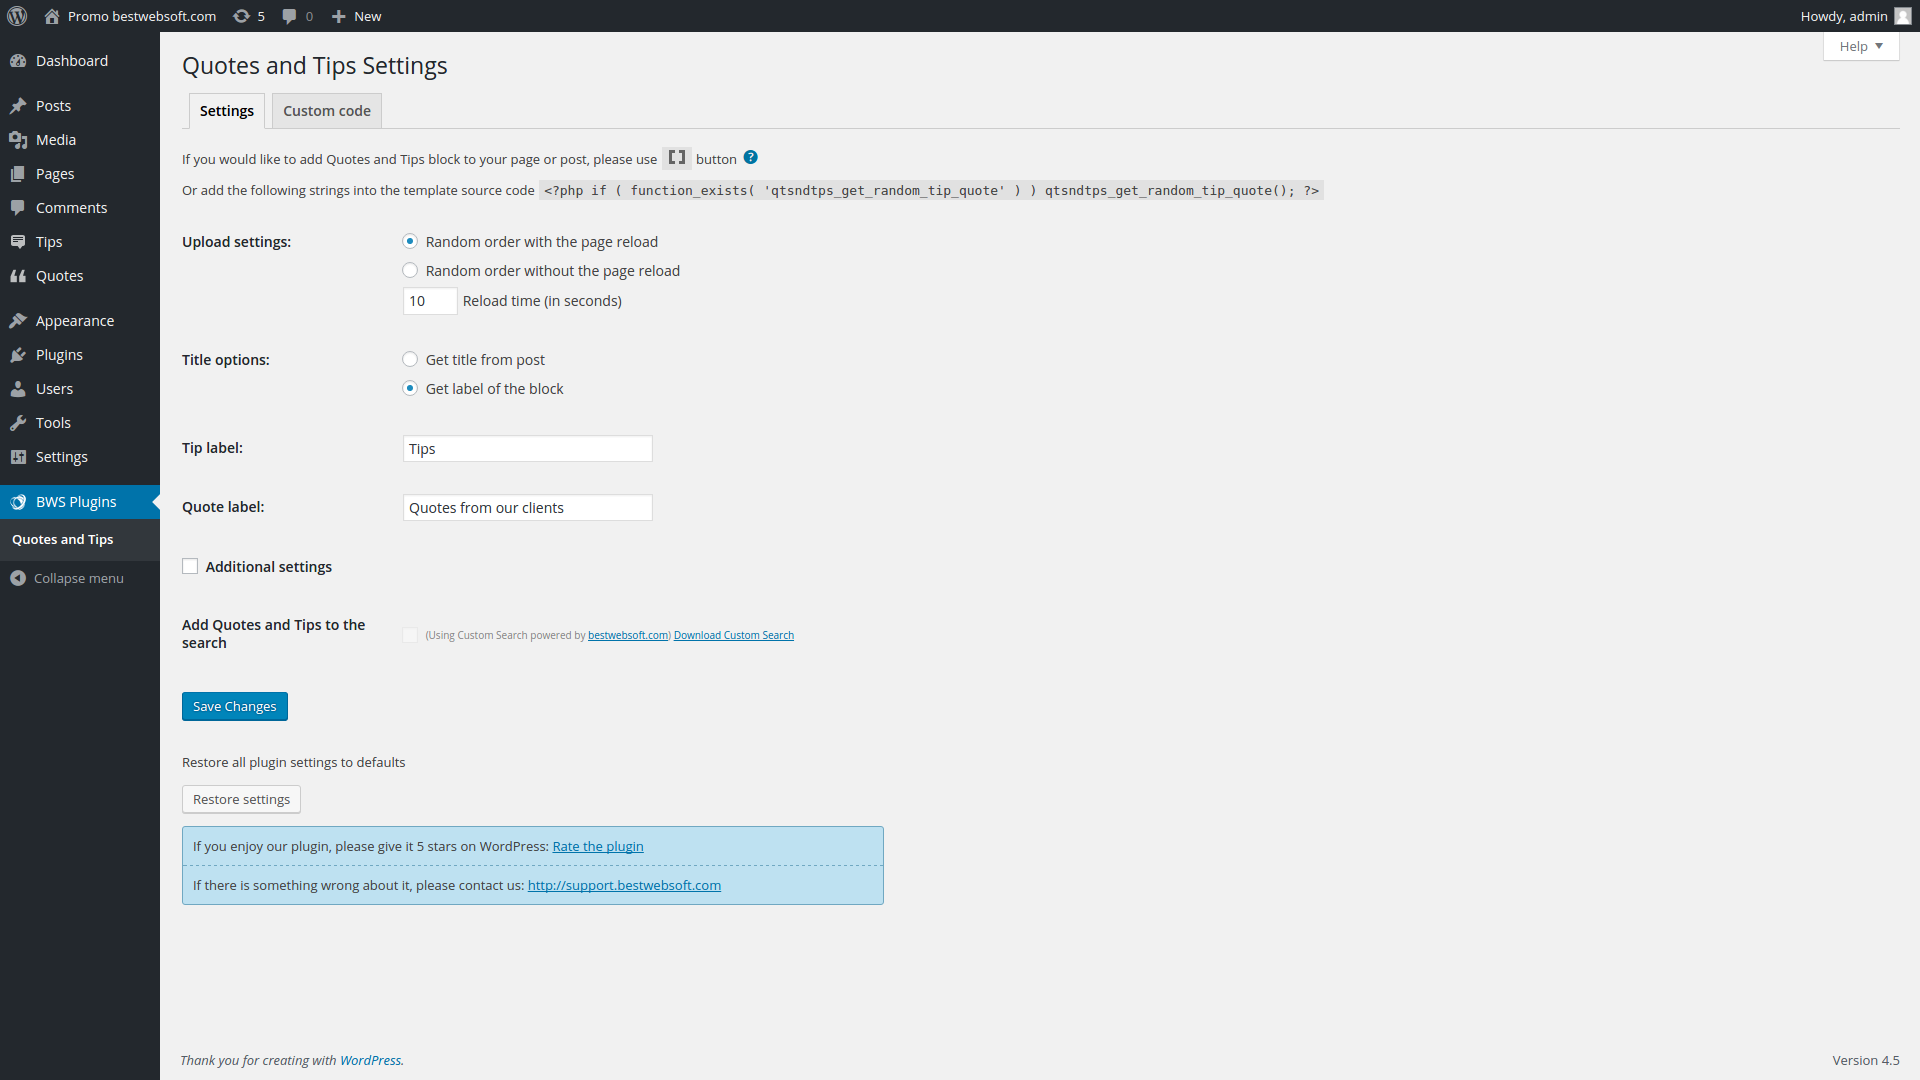 Promo bestwebsoft.com 5 0 New Howdy, admin
Help
Dashboard
Posts
Media
Pages
Comments
Tips
Quotes
Appearance
Plugins
Users
Tools
Settings
BWS Plugins
Quotes and Tips
Collapse menu
Quotes and Tips Settings
Settings Custom code
If you would like to add Quotes and Tips block to your page or post, please use [] button ?
Or add the following strings into the template source code <?php if ( function_exists( 'qtsndtps_get_random_tip_quote' ) ) qtsndtps_get_random_tip_quote(); ?>
Upload settings: Random order with the page reload
Random order without the page reload
10 Reload time (in seconds)
Title options: Get title from post
Get label of the block
Tip label: Tips
Quote label: Quotes from our clients
Additional settings
Add Quotes and Tips to the
search
(Using Custom Search powered by bestwebsoft.com) Download Custom Search
Save Changes
Restore all plugin settings to defaults
Restore settings
If you enjoy our plugin, please give it 5 stars on WordPress: Rate the plugin
If there is something wrong about it, please contact us: http://support.bestwebsoft.com
Thank you for creating with WordPress. Version 4.5